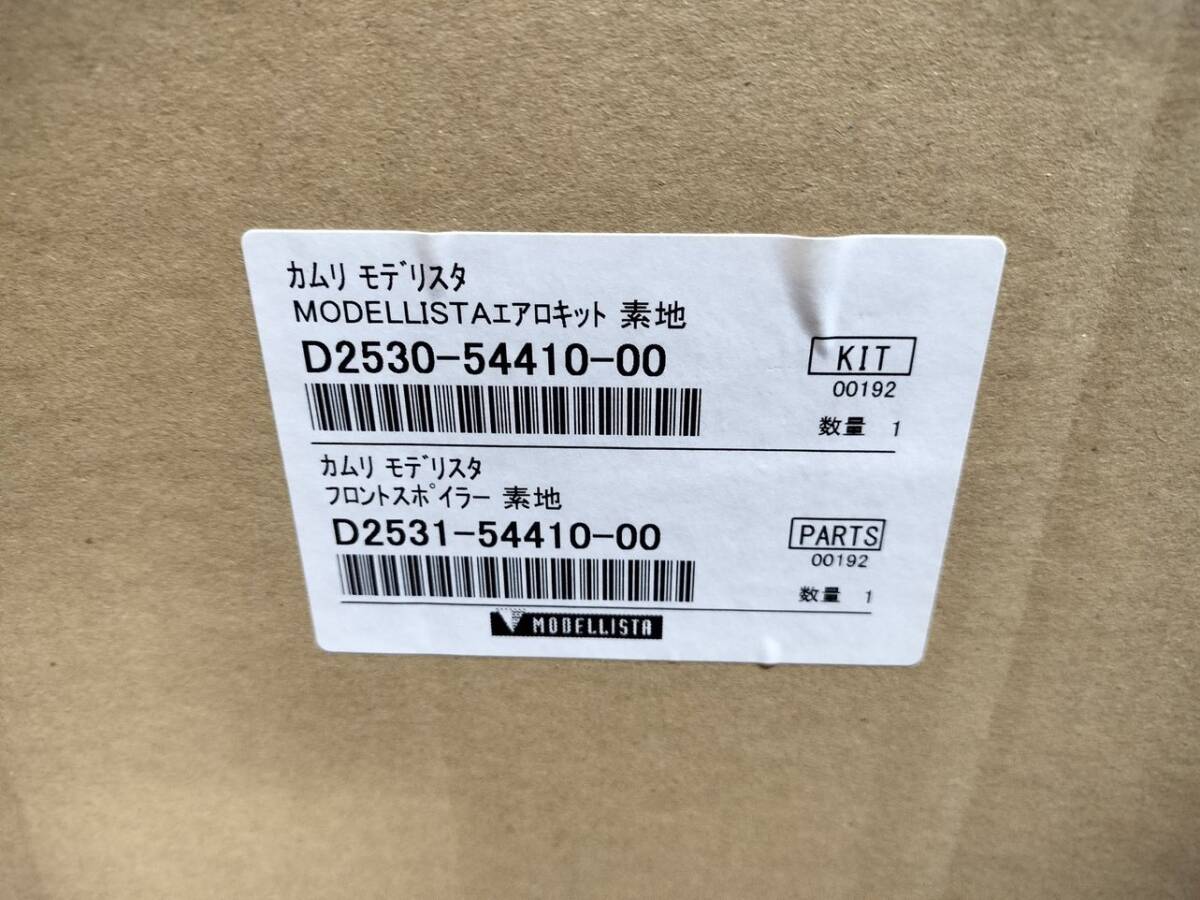 カムリ モデリスタ
MODELLISTAエアロキット 素地
D2530-54410-00
KIT
00192
数量 1
カムリ モデリスタ
フロントスポイラー 素地
D2531-54410-00
PARTS
00192
数量 1
MODELLISTA